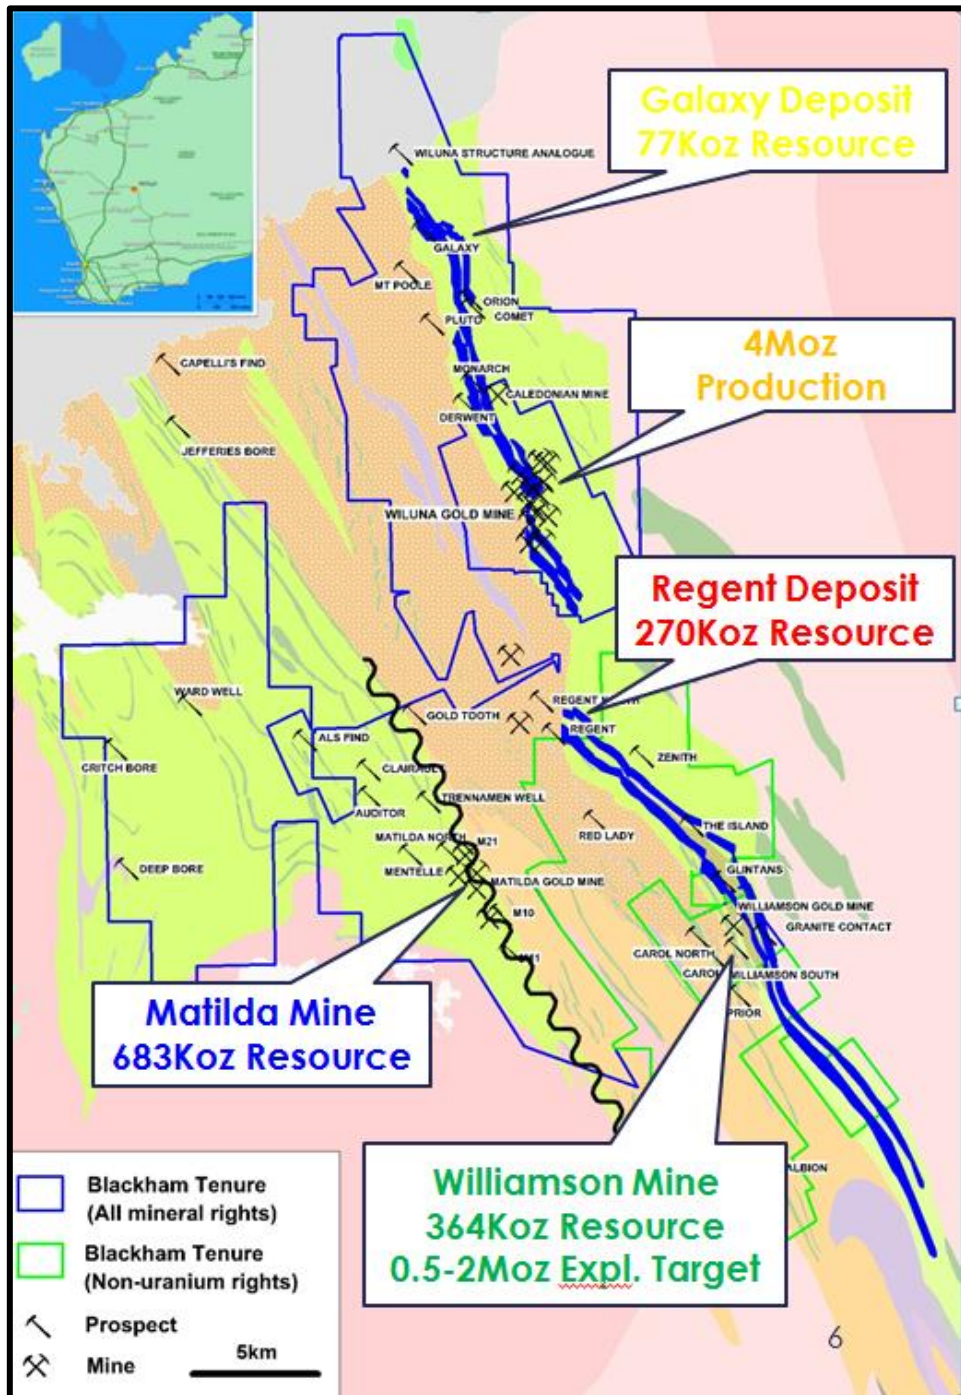 Galaxy Deposit
77Koz Resource
WILUNA STRUCTURE ANALOGUE
GALAXY
MT POOLE
ORION
COMET
PLUTO
4Moz
Production
CAPELLI'S FIND
MONARCH
CALEDONIAN MINE
DERWENT
JEFFERIES BORE
WILUNA GOLD MINE
Regent Deposit
270Koz Resource
WARD WELL
REGENT
GOLD TOOTH
REGENT
ALS FIND
ZENITH
CRITCH BORE
CLAIRAULT
TRENNAMEN WELL
AUDITOR
THE ISLAND
RED LADY
MATILDA NORTH
M21
DEEP BORE
MENTELLE
GLINTANS
MATILDA GOLD MINE
WILLIAMSON GOLD MINE
M10
GRANITE CONTACT
CAROL NORTH
CAROL
WILLIAMSON SOUTH
PRIOR
Matilda Mine
683Koz Resource
ALBION
Williamson Mine
364Koz Resource
0.5-2Moz Expl. Target
Blackham Tenure
(All mineral rights)
Blackham Tenure
(Non-uranium rights)
Prospect
Mine
5km
6